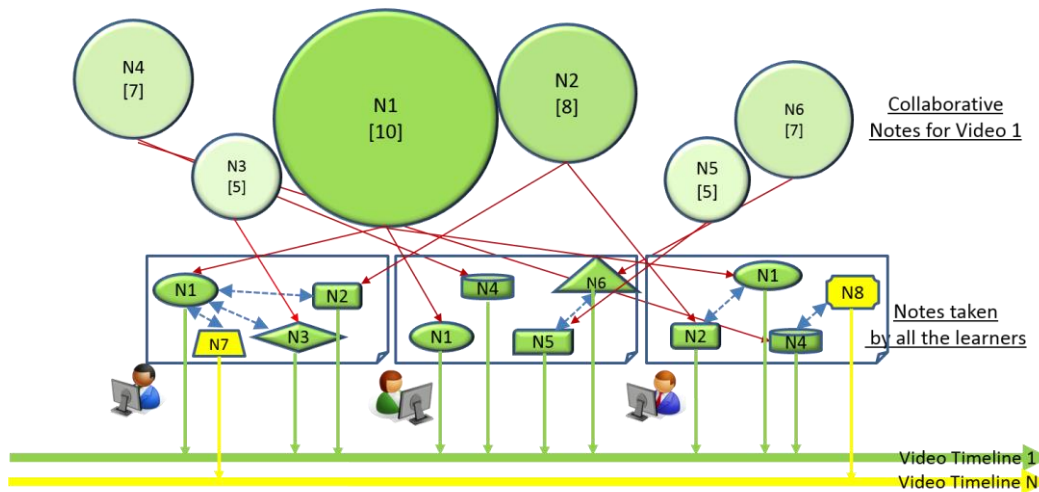 N4
[7]
N1
[10]
N2
[8]
N6
[7]
Collaborative
Notes for Video 1
N3
[5]
N5
[5]
N1
N2
N7
N3
N4
N6
N1
N5
N1
N8
N2
N4
Notes taken
by all the learners
Video Timeline 1
Video Timeline N